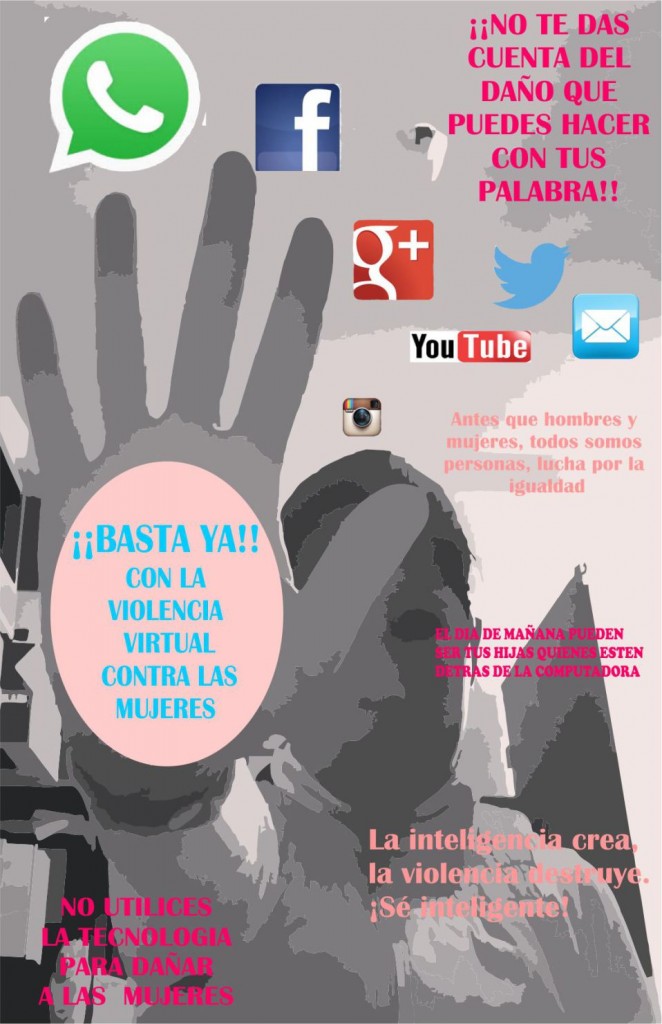 ¡¡NO TE DAS
CUENTA DEL
DAÑO QUE
PUEDES HACER
CON TUS
PALABRA!!
f
g+
YouTube
Antes que hombres y
mujeres, todos somos
personas, lucha por la
igualdad
¡¡BASTA YA!!
CON LA
VIOLENCIA
VIRTUAL
CONTRA LAS
MUJERES
EL DIA DE MAÑANA PUEDEN
SER TUS HIJAS QUIENES ESTEN
DETRAS DE LA COMPUTADORA
La inteligencia crea,
la violencia destruye.
¡Sé inteligente!
NO UTILICES
LA TECNOLOGIA
PARA DAÑAR
A LAS MUJERES